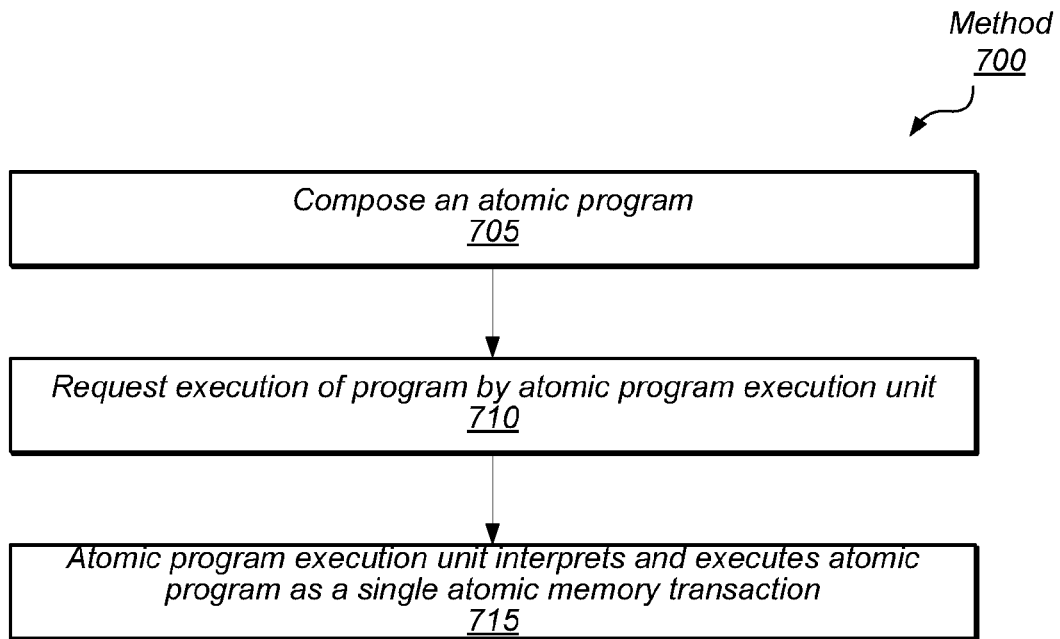 Method
700
Compose an atomic program
705
Request execution of program by atomic program execution unit
710
Atomic program execution unit interprets and executes atomic
program as a single atomic memory transaction
715